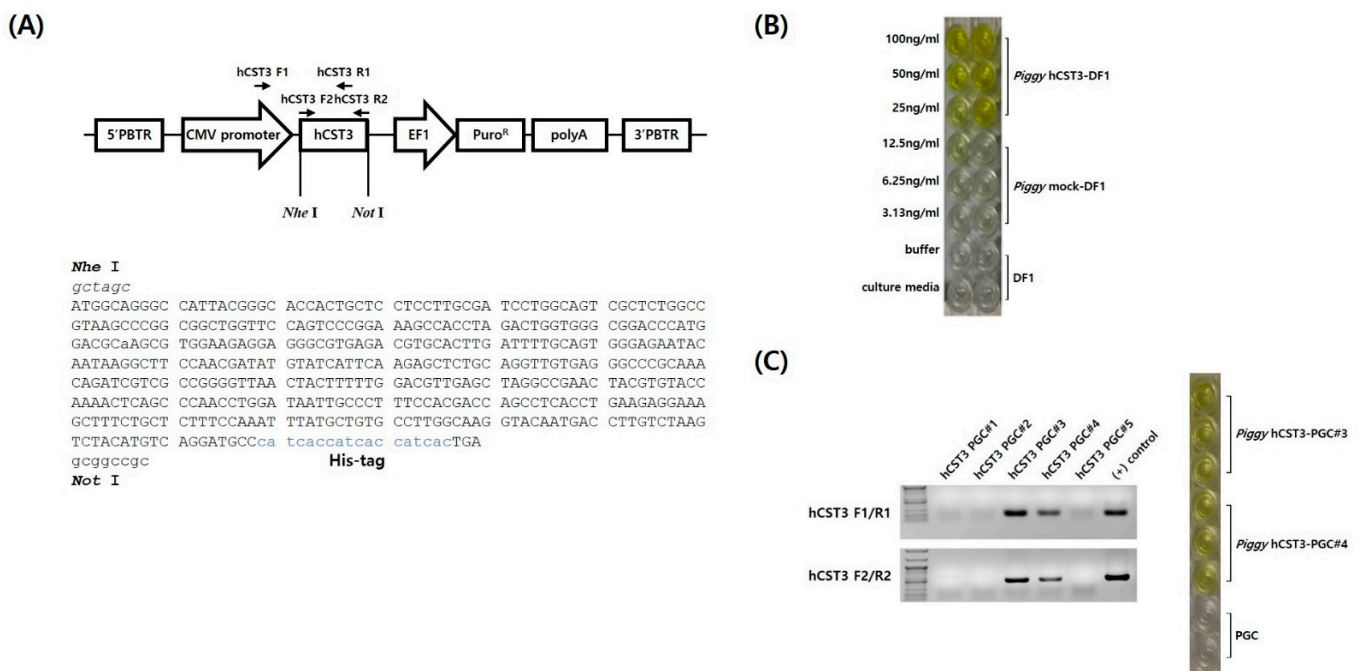 (A)
hCST3 F1
hCST3 R1
hCST3 F2
hCST3 R2
5′PBTR
CMV promoter
hCST3
EF1
Puroᴿ
polyA
3′PBTR
Nhe I
Not I
Nhe I
gctagc
ATGGCAGGGC CATTACGGGC ACCACTGCTC CTCCTTGCGA TCCTGGCAGT CGCTCTGGCC
GTAAGCCCGG CGGCTGGTTC CAGTCCCGGA AAGCCACCTA GACTGGTGGG CGGACCCATG
GACGCaAGCG TGGAAGAGGA GGGCGTGAGA CGTGCACTTG ATTTTGCAGT GGGAGAATAC
AATAAGGCTT CCAACGATAT GTATCATTCA AGAGCTCTGC AGGTTGTGAG GGCCCGCAAA
CAGATCGTCG CCGGGGTTAA CTACTTTTTG GACGTTGAGC TAGGCCGAAC TACGTGTACC
AAAACTCAGC CCAACCTGGA TAATTGCCCT TTCCACGACC AGCCTCACCT GAAGAGGAAA
GCTTTCTGCT CTTTCCAAAT TTATGCTGTG CCTTGGCAAG GTACAATGAC CTTGTCTAAG
TCTACATGTC AGGATGCCca tcaccatcac catcacTGA
gcggccgc
His-tag
Not I
(B)
100ng/ml
50ng/ml
25ng/ml
12.5ng/ml
6.25ng/ml
3.13ng/ml
buffer
culture media
Piggy hCST3-DF1
Piggy mock-DF1
DF1
(C)
hCST3 PGC#1
hCST3 PGC#2
hCST3 PGC#3
hCST3 PGC#4
hCST3 PGC#5
(+) control
hCST3 F1/R1
hCST3 F2/R2
Piggy hCST3-PGC#3
Piggy hCST3-PGC#4
PGC